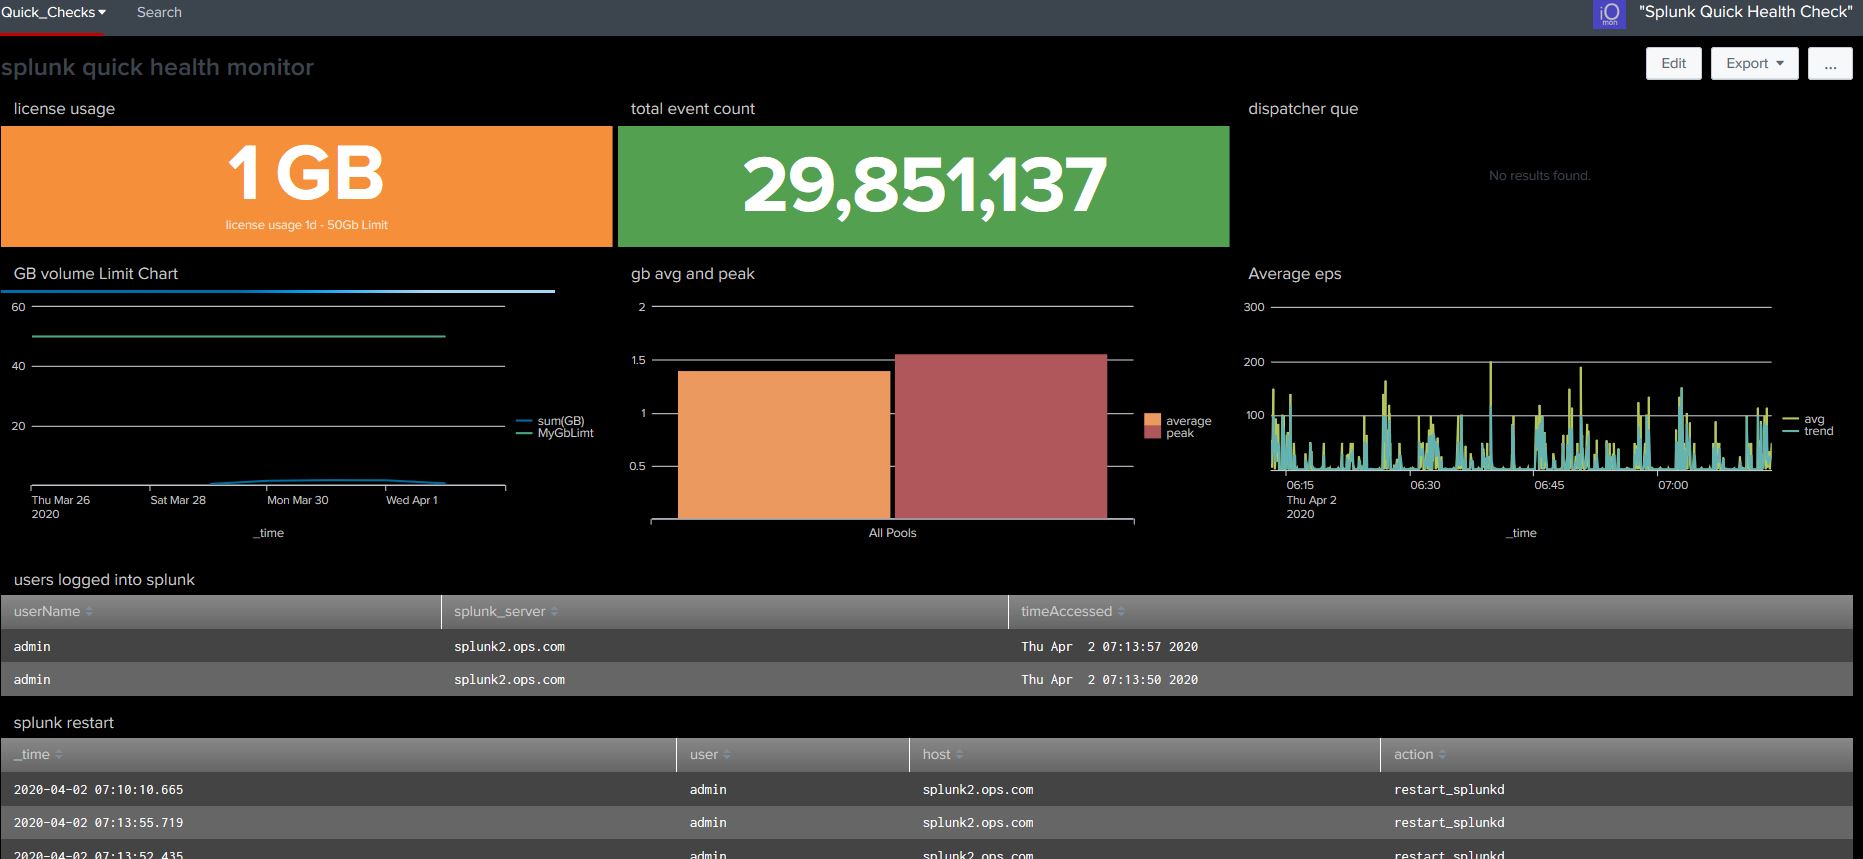 Quick_Checks Search
iO
mon
"Splunk Quick Health Check"
splunk quick health monitor
Edit Export ...
license usage
1 GB
license usage 1d - 50Gb Limit
total event count
29,851,137
dispatcher que
No results found.
GB volume Limit Chart
60
40
20
Thu Mar 26 Sat Mar 28 Mon Mar 30 Wed Apr 1
2020
_time
sum(GB)
MyGbLimt
gb avg and peak
2
1.5
1
0.5
All Pools
average
peak
Average eps
300
200
100
06:15 06:30 06:45 07:00
Thu Apr 2
2020
_time
avg
trend
users logged into splunk
userName splunk_server timeAccessed
admin splunk2.ops.com Thu Apr 2 07:13:57 2020
admin splunk2.ops.com Thu Apr 2 07:13:50 2020
splunk restart
_time user host action
2020-04-02 07:10:10.665 admin splunk2.ops.com restart_splunkd
2020-04-02 07:13:55.719 admin splunk2.ops.com restart_splunkd
2020-04-02 07:13:52.435 admin splunk2.ops.com restart_splunkd